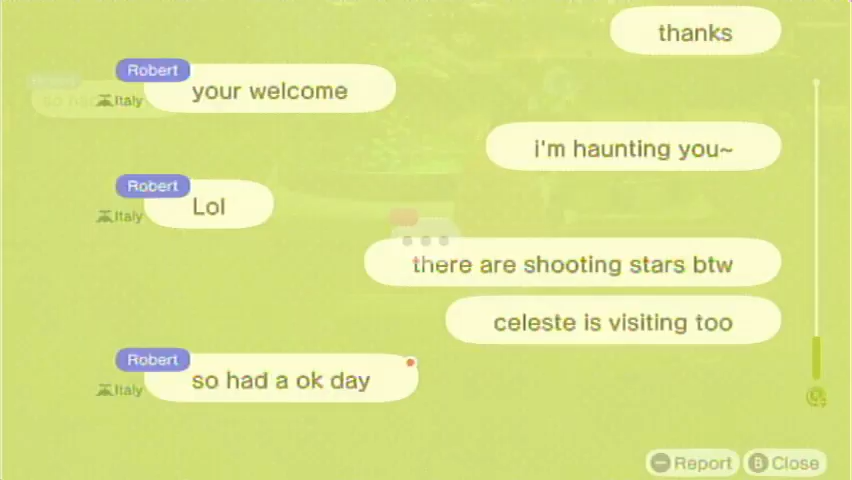 thanks
Robert
your welcome
Italy
i'm haunting you~
Robert
Lol
Italy
there are shooting stars btw
celeste is visiting too
Robert
so had a ok day
Italy
Report
B Close